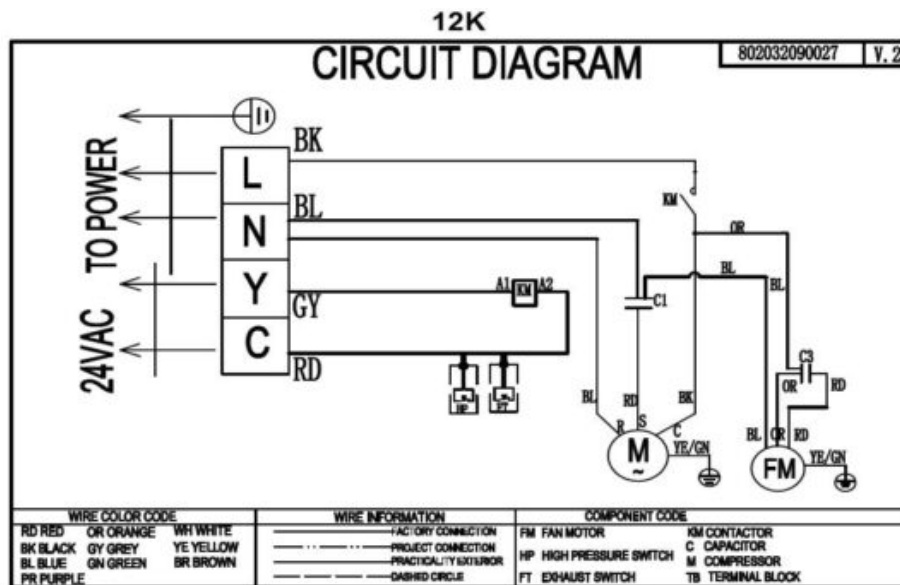 12K
CIRCUIT DIAGRAM
802032090027 V.2
TO POWER
24VAC
L
N
Y
C
BK
BL
GY
RD
A1 KM A2
KM
OR
BL
BL
C1
C3
OR
RD
HP
FT
BL
RD
BK
R
S
C
M
~
YE/GN
BL OR RD
FM
YE/GN
WIRE COLOR CODE
RD RED OR ORANGE WH WHITE
BK BLACK GY GREY YE YELLOW
BL BLUE GN GREEN BR BROWN
PR PURPLE
WIRE INFORMATION
FACTORY CONNECTION
PROJECT CONNECTION
PRACTICALITY EXTERIOR
DASHED CIRCLE
COMPONENT CODE
FM FAN MOTOR KM CONTACTOR
C CAPACITOR
HP HIGH PRESSURE SWITCH M COMPRESSOR
FT EXHAUST SWITCH TB TERMINAL BLOCK